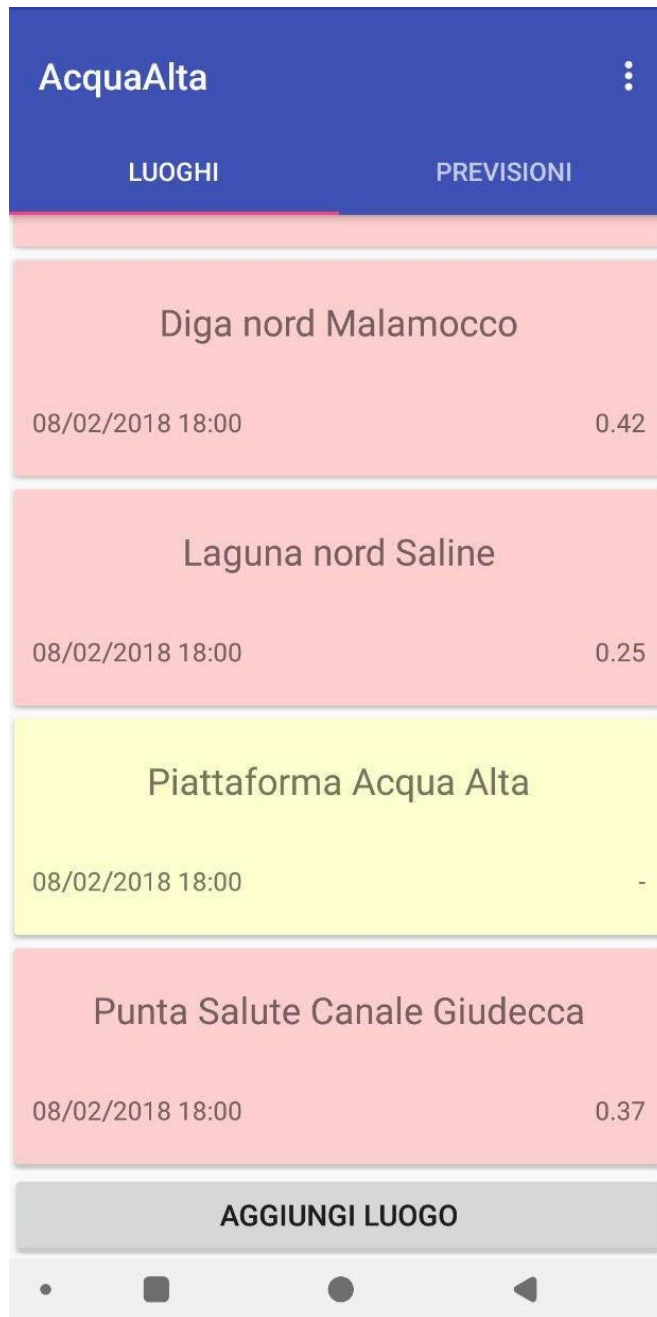 AcquaAlta
LUOGHI PREVISIONI
Diga nord Malamocco
08/02/2018 18:00 0.42
Laguna nord Saline
08/02/2018 18:00 0.25
Piattaforma Acqua Alta
08/02/2018 18:00 -
Punta Salute Canale Giudecca
08/02/2018 18:00 0.37
AGGIUNGI LUOGO